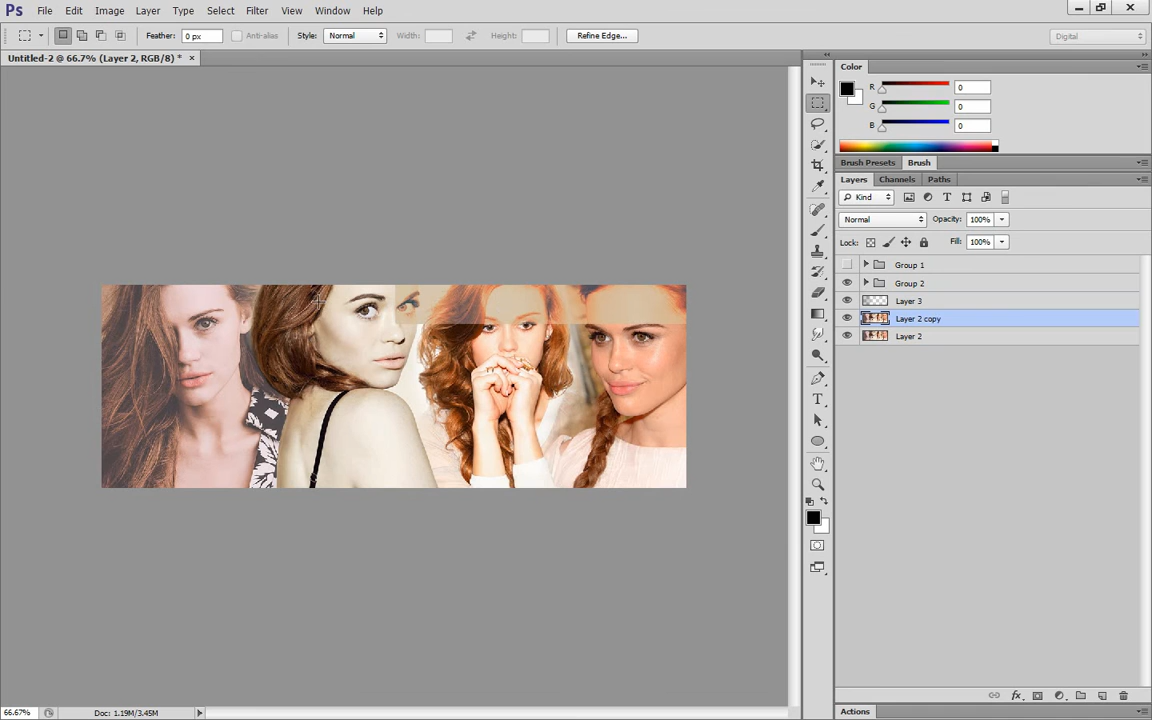 Ps File Edit Image Layer Type Select Filter View Window Help
Feather: 0 px Anti-alias Style: Normal Width: Height: Refine Edge... Digital
Untitled-2 @ 66.7% (Layer 2, RGB/8) * ×
Color
R 0
G 0
B 0
Brush Presets Brush
Layers Channels Paths
Kind T
Normal Opacity: 100%
Lock: Fill: 100%
Group 1
Group 2
Layer 3
Layer 2 copy
Layer 2
T
fx
66.67% Doc: 1.19M/3.45M
Actions